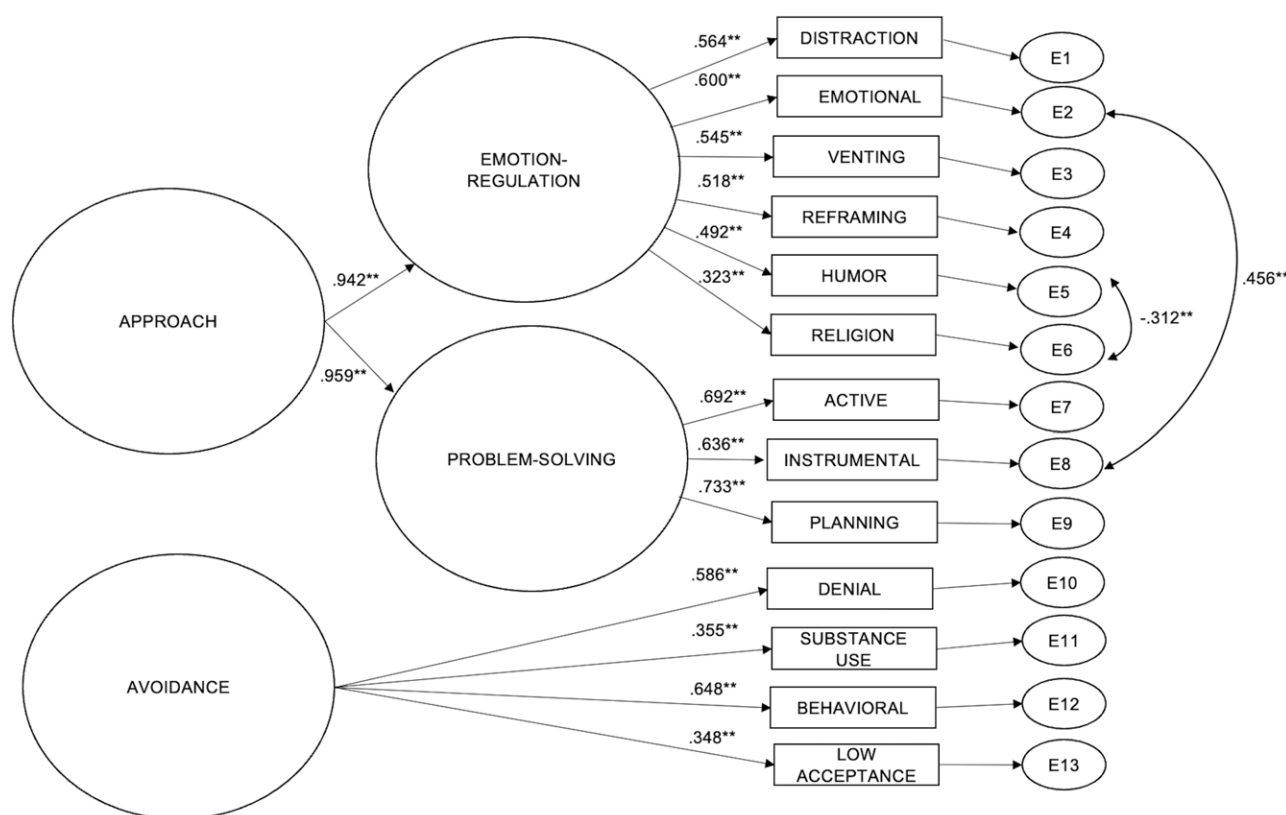 .564**
DISTRACTION
E1
.600**
EMOTIONAL
E2
.545**
VENTING
E3
EMOTION-
REGULATION
.518**
REFRAMING
E4
.492**
HUMOR
E5
.456**
.942**
.323**
-.312**
APPROACH
RELIGION
E6
.959**
.692**
ACTIVE
E7
.636**
PROBLEM-SOLVING
INSTRUMENTAL
E8
.733**
PLANNING
E9
.586**
DENIAL
E10
.355**
SUBSTANCE
USE
E11
AVOIDANCE
.648**
BEHAVIORAL
E12
.348**
LOW
ACCEPTANCE
E13